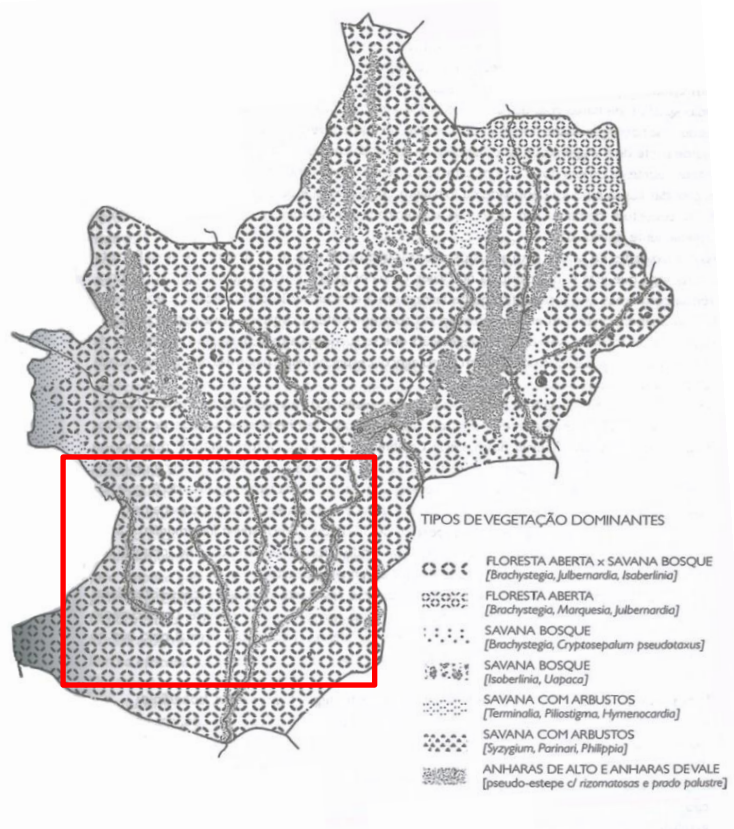 TIPOS DE VEGETAÇÃO DOMINANTES
FLORESTA ABERTA x SAVANA BOSQUE
[Brachystegia, Julbernardia, Isoberlinia]
FLORESTA ABERTA
[Brachystegia, Marquesia, Julbernardia]
SAVANA BOSQUE
[Brachystegia, Cryptosepalum pseudotaxus]
SAVANA BOSQUE
[Isoberlinia, Uapaca]
SAVANA COM ARBUSTOS
[Terminalia, Piliostigma, Hymenocardia]
SAVANA COM ARBUSTOS
[Syzygium, Parinari, Philippia]
ANHARAS DE ALTO E ANHARAS DE VALE
[pseudo-estepe c/ rizomatosas e prado palustre]